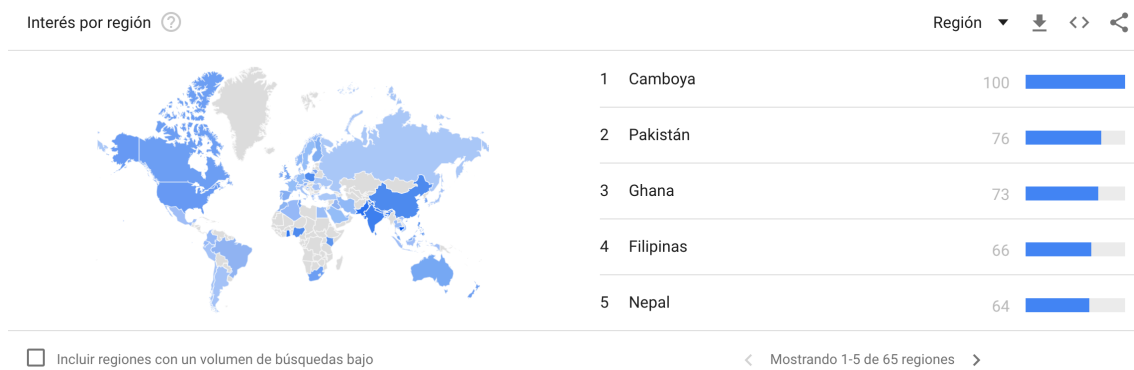 Interés por región
Región
1 Camboya 100
2 Pakistán 76
3 Ghana 73
4 Filipinas 66
5 Nepal 64
Incluir regiones con un volumen de búsquedas bajo
Mostrando 1-5 de 65 regiones